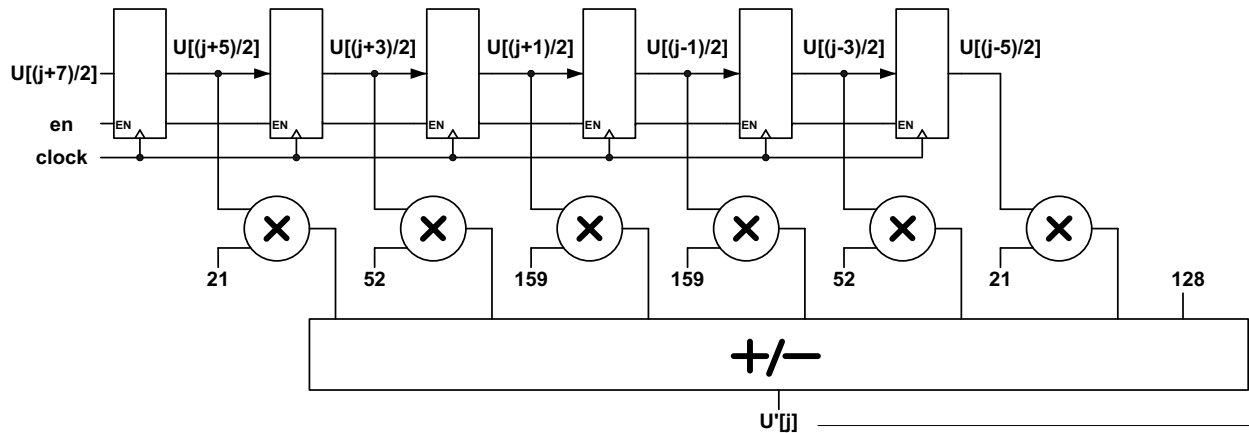 U[(j+5)/2] U[(j+3)/2] U[(j+1)/2] U[(j-1)/2] U[(j-3)/2] U[(j-5)/2]
U[(j+7)/2]
en EN EN EN EN EN EN
clock
21 52 159 159 52 21 128
+/−
U'[j]